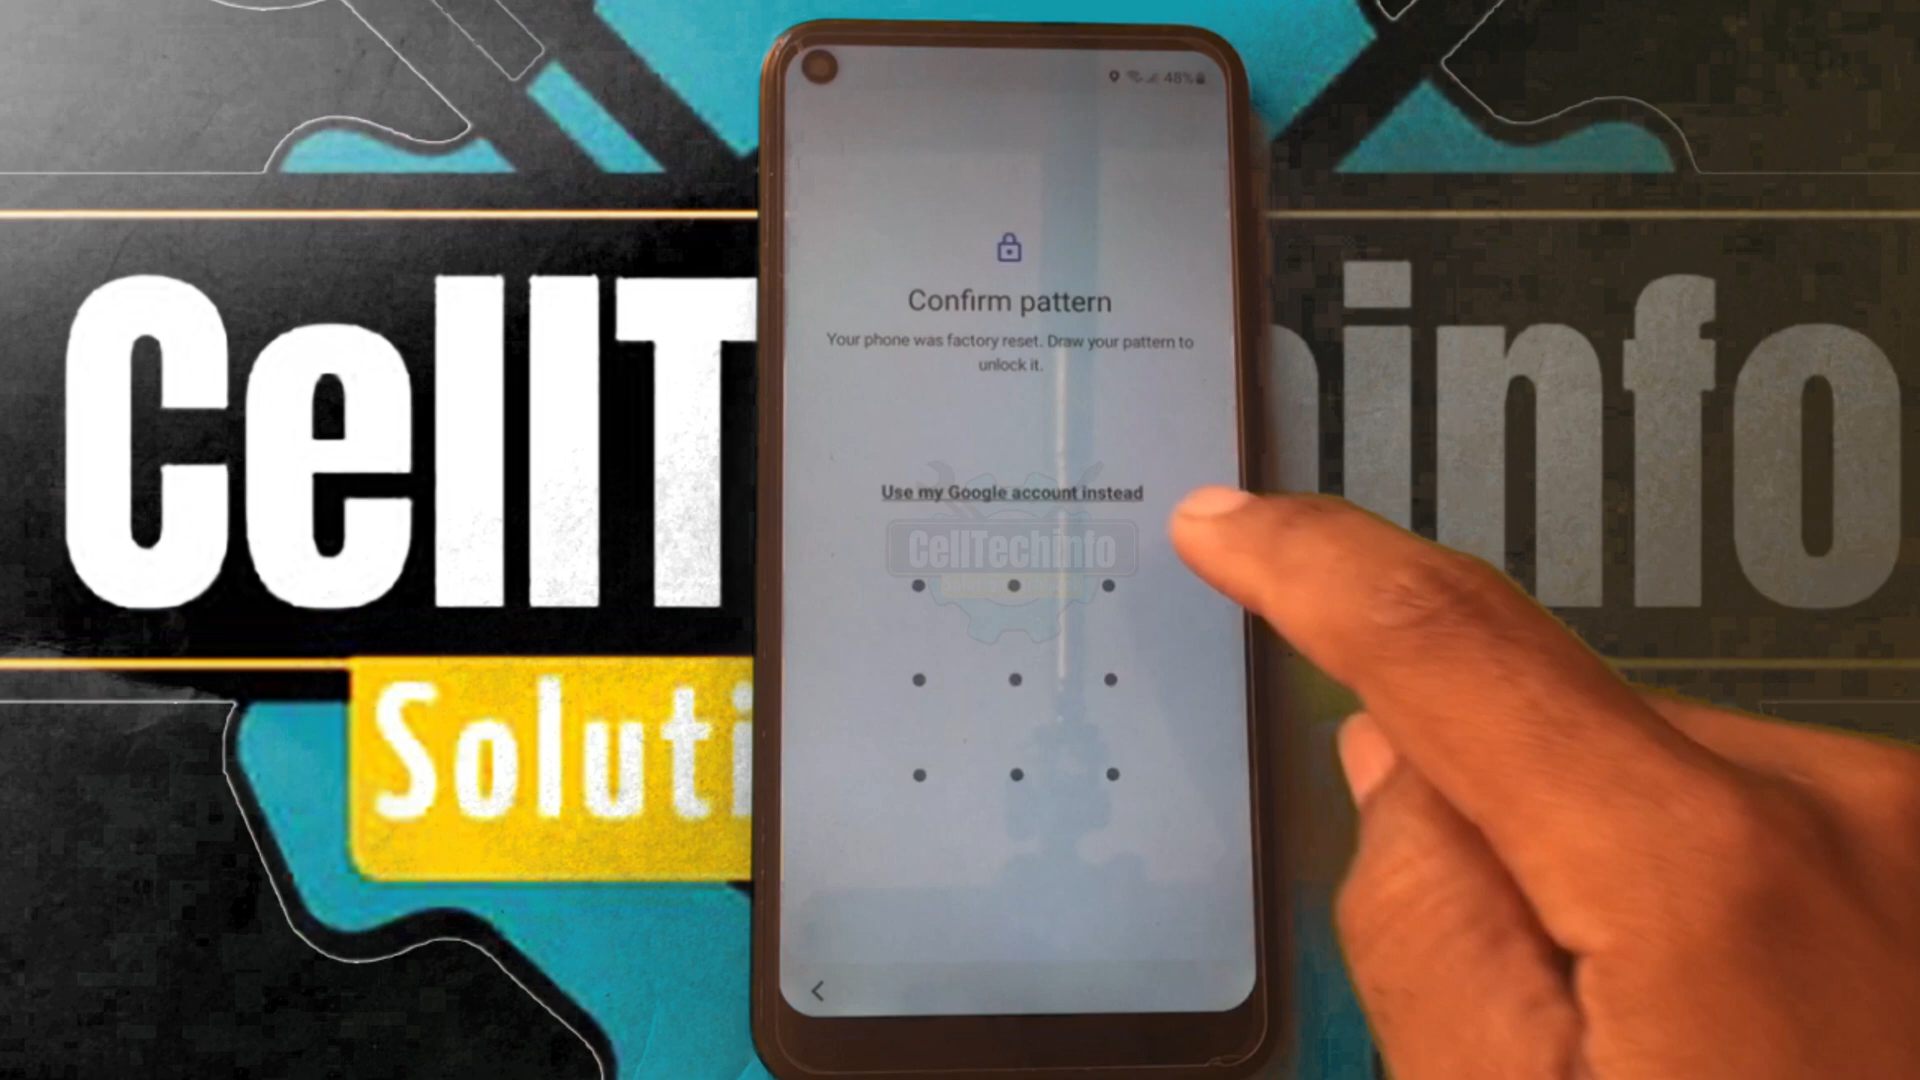 48%
Confirm pattern
Your phone was factory reset. Draw your pattern to
unlock it.
Use my Google account instead
CellTechinfo
CellT
info
Soluti